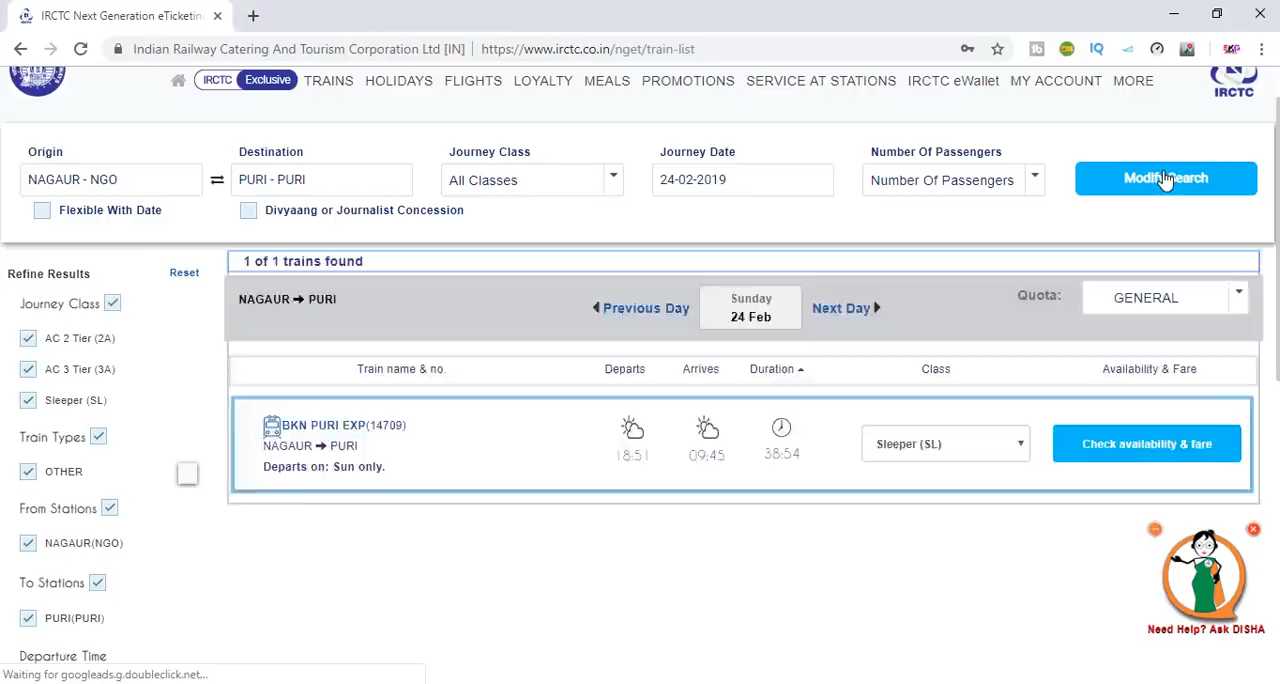 IRCTC Next Generation eTicketin
Indian Railway Catering And Tourism Corporation Ltd [IN] https://www.irctc.co.in/nget/train-list
IRCTC Exclusive TRAINS HOLIDAYS FLIGHTS LOYALTY MEALS PROMOTIONS SERVICE AT STATIONS IRCTC eWallet MY ACCOUNT MORE
IRCTC
Origin Destination Journey Class Journey Date Number Of Passengers
NAGAUR - NGO PURI - PURI All Classes 24-02-2019 Number Of Passengers Modify Search
Flexible With Date Divyaang or Journalist Concession
1 of 1 trains found
Refine Results Reset
NAGAUR → PURI Previous Day Sunday 24 Feb Next Day Quota: GENERAL
Journey Class
AC 2 Tier (2A)
AC 3 Tier (3A)
Sleeper (SL)
Train Types
OTHER
From Stations
NAGAUR(NGO)
To Stations
PURI(PURI)
Departure Time
Train name & no. Departs Arrives Duration Class Availability & Fare
BKN PURI EXP(14709)
NAGAUR → PURI 18:51 09:45 38:54 Sleeper (SL) Check availability & fare
Departs on: Sun only.
Need Help? Ask DISHA
Waiting for googleads.g.doubleclick.net...